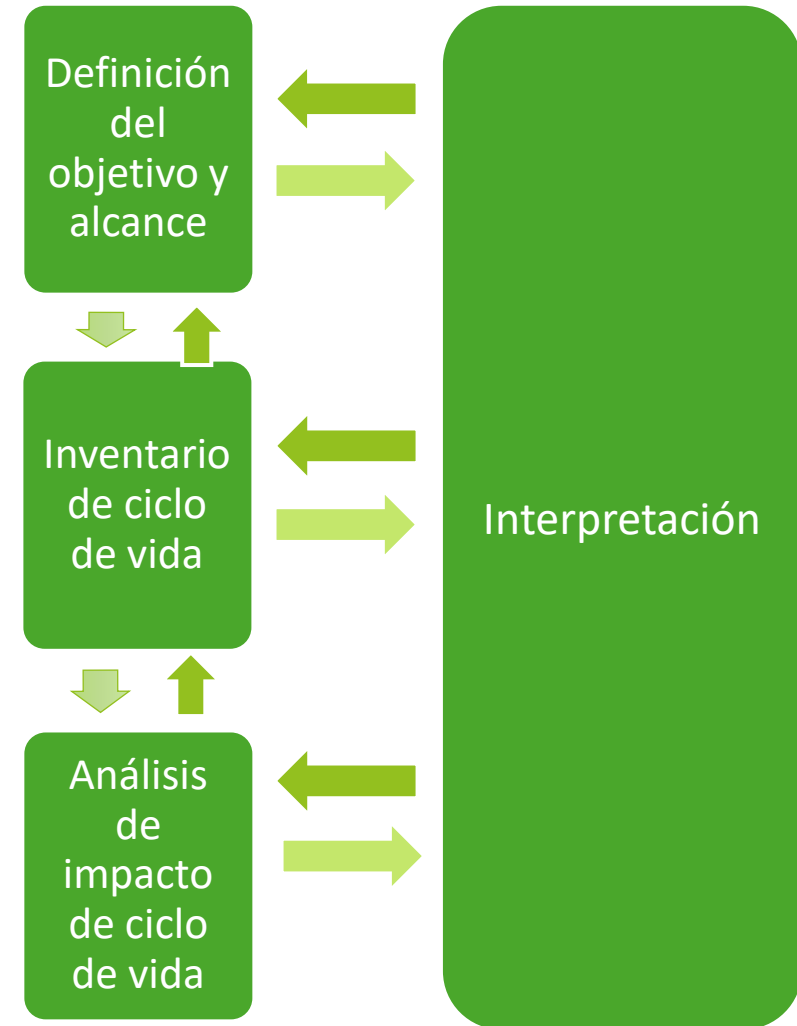 Definición
del
objetivo y
alcance
Inventario
de ciclo
de vida
Análisis
de
impacto
de ciclo
de vida
Interpretación